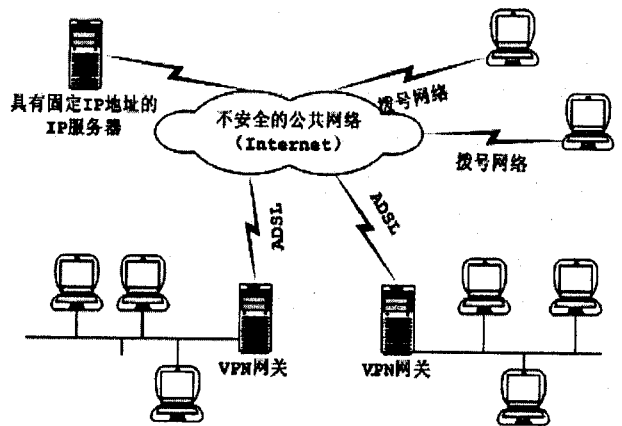 具有固定IP地址的
IP服务器
不安全的公共网络
（Internet）
拨号网络
拨号网络
ADSL
ADSL
VPN网关
VPN网关